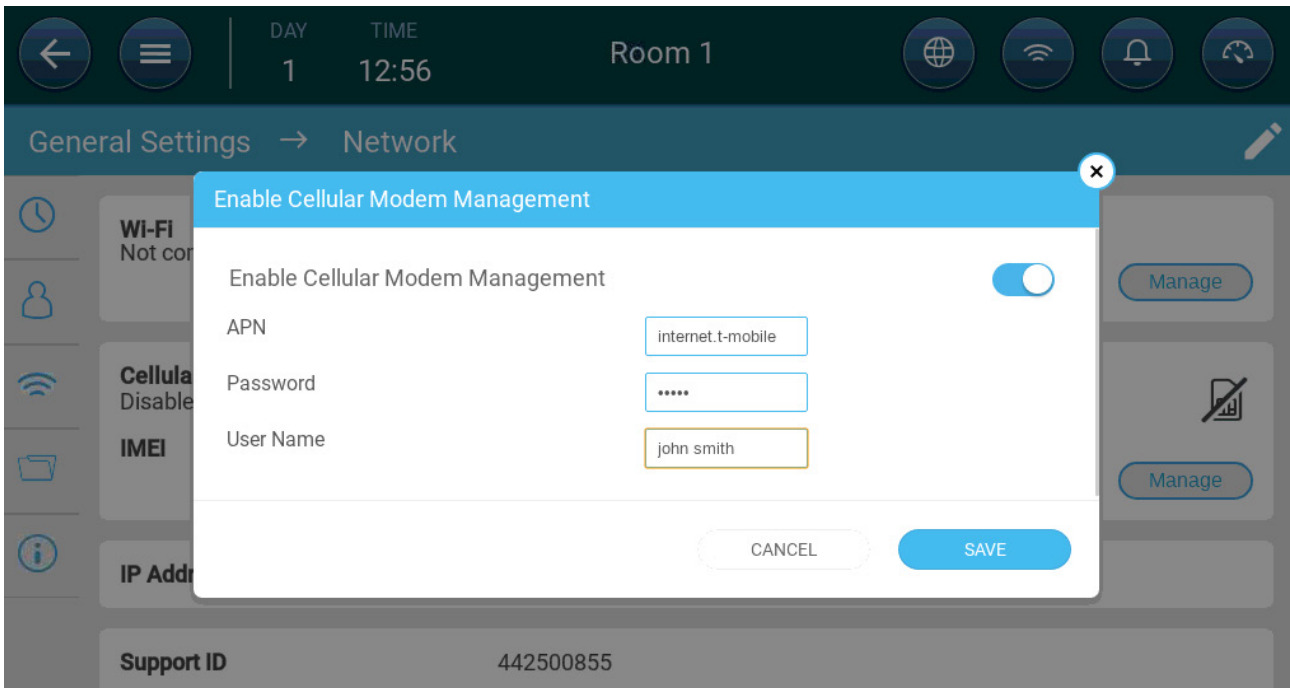 DAY TIME
1 12:56 Room 1
General Settings → Network
Enable Cellular Modem Management
Wi-Fi
Not cor
Manage
Enable Cellular Modem Management
APN internet.t-mobile
Cellula
Disable
Password •••••
User Name john smith
IMEI
Manage
CANCEL SAVE
IP Addr
Support ID 442500855